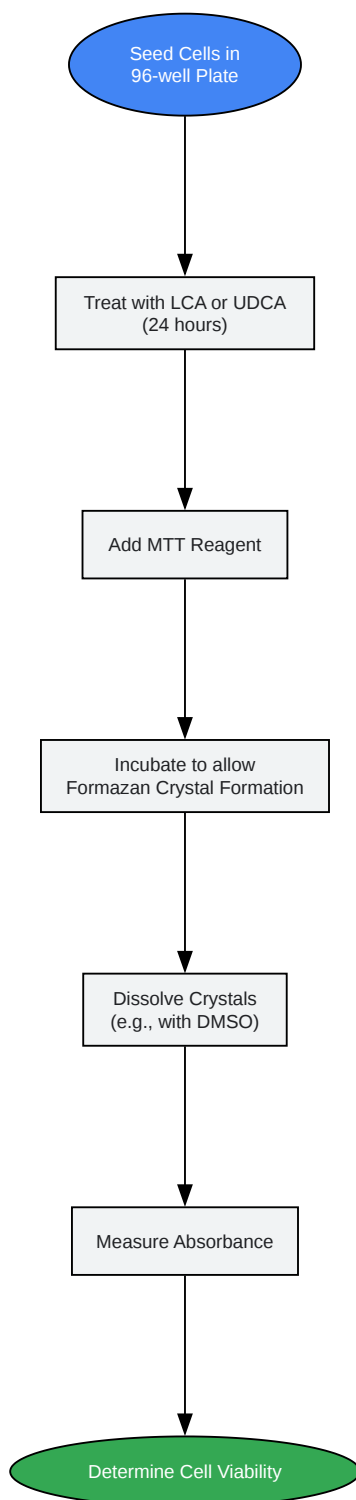 Seed Cells in
96-well Plate
Treat with LCA or UDCA
(24 hours)
Add MTT Reagent
Incubate to allow
Formazan Crystal Formation
Dissolve Crystals
(e.g., with DMSO)
Measure Absorbance
Determine Cell Viability